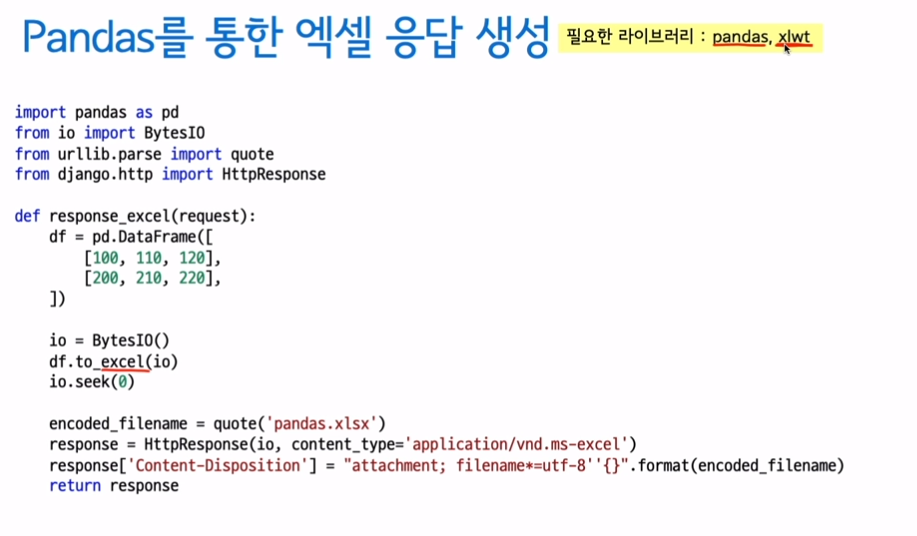 Pandas를 통한 엑셀 응답 생성
필요한 라이브러리 : pandas, xlwt
import pandas as pd
from io import BytesIO
from urllib.parse import quote
from django.http import HttpResponse
def response_excel(request):
    df = pd.DataFrame([
        [100, 110, 120],
        [200, 210, 220],
    ])
    io = BytesIO()
    df.to_excel(io)
    io.seek(0)
    encoded_filename = quote('pandas.xlsx')
    response = HttpResponse(io, content_type='application/vnd.ms-excel')
    response['Content-Disposition'] = "attachment; filename*=utf-8''{}".format(encoded_filename)
    return response